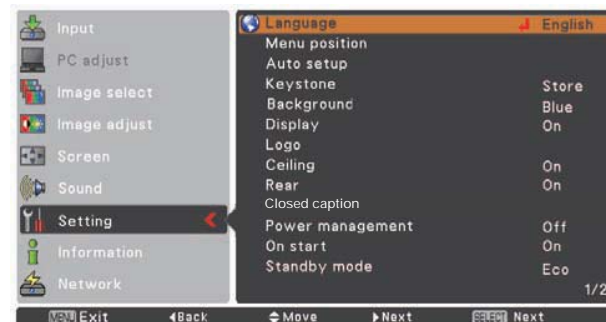 Input
PC adjust
Image select
Image adjust
Screen
Sound
Setting
Information
Network
Language English
Menu position
Auto setup
Keystone Store
Background Blue
Display On
Logo
Ceiling On
Rear On
Closed caption
Power management Off
On start On
Standby mode Eco
1/2
MENU Exit Back Move Next SELECT Next